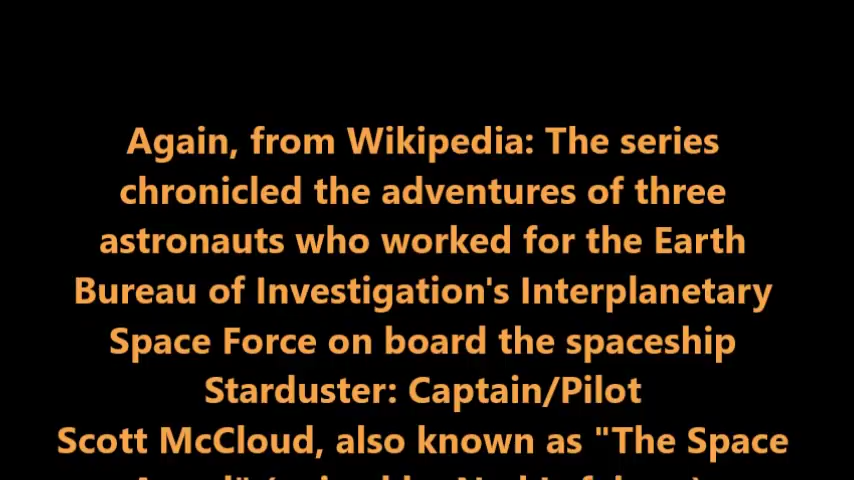 Again, from Wikipedia: The series
chronicled the adventures of three
astronauts who worked for the Earth
Bureau of Investigation's Interplanetary
Space Force on board the spaceship
Starduster: Captain/Pilot
Scott McCloud, also known as "The Space